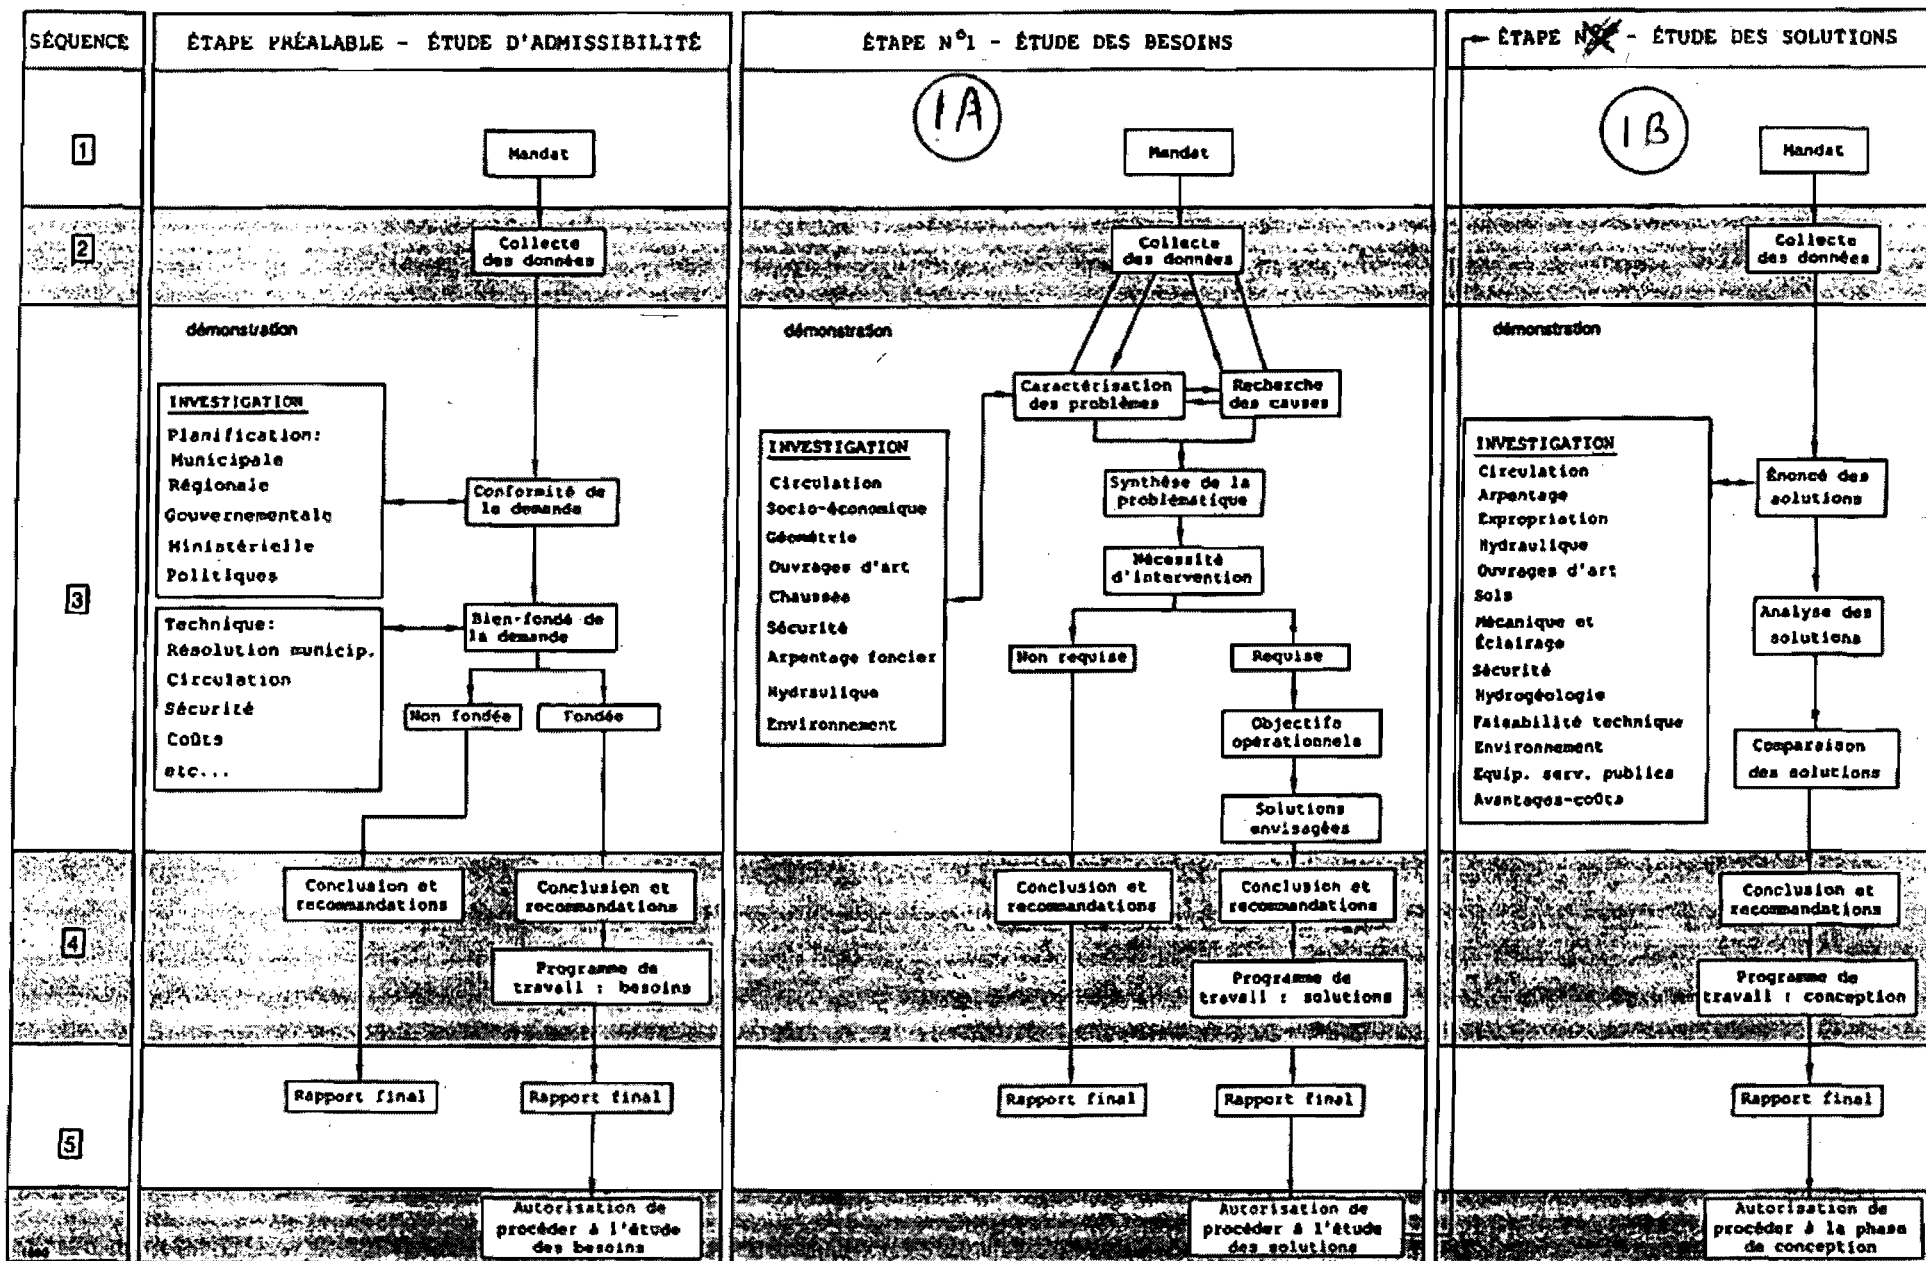 SÉQUENCE
ÉTAPE PRÉALABLE - ÉTUDE D'ADMISSIBILITÉ
ÉTAPE N°1 - ÉTUDE DES BESOINS
ÉTAPE - ÉTUDE DES SOLUTIONS
1
2
3
4
5
Mandat
Collecte
des données
démonstration
INVESTIGATION
Planification:
Municipale
Régionale
Gouvernementale
Ministérielle
Politiques
Technique:
Résolution municip.
Circulation
Sécurité
Coûts
etc...
Conformité de
la demande
Bien-fondé de
la demande
Non fondée
Fondée
Conclusion et
recommandations
Conclusion et
recommandations
Programme de
travail : besoins
Rapport final
Rapport final
Autorisation de
procéder à l'étude
des besoins
1A
Mandat
Collecte
des données
démonstration
Caractérisation
des problèmes
Recherche
des causes
INVESTIGATION
Circulation
Socio-économique
Géométrie
Ouvrages d'art
Chaussée
Sécurité
Arpentage foncier
Hydraulique
Environnement
Synthèse de la
problématique
Nécessité
d'intervention
Non requise
Requise
Objectifs
opérationnels
Solutions
envisagées
Conclusion et
recommandations
Conclusion et
recommandations
Programme de
travail : solutions
Rapport final
Rapport final
Autorisation de
procéder à l'étude
des solutions
1B
Mandat
Collecte
des données
démonstration
INVESTIGATION
Circulation
Arpentage
Expropriation
Hydraulique
Ouvrages d'art
Sols
Mécanique et
Éclairage
Sécurité
Hydrogéologie
Faisabilité technique
Environnement
Equip. serv. publics
Avantages-coûts
Énoncé des
solutions
Analyse des
solutions
Comparaison
des solutions
Conclusion et
recommandations
Programme de
travail : conception
Rapport final
Autorisation de
procéder à la phase
de conception